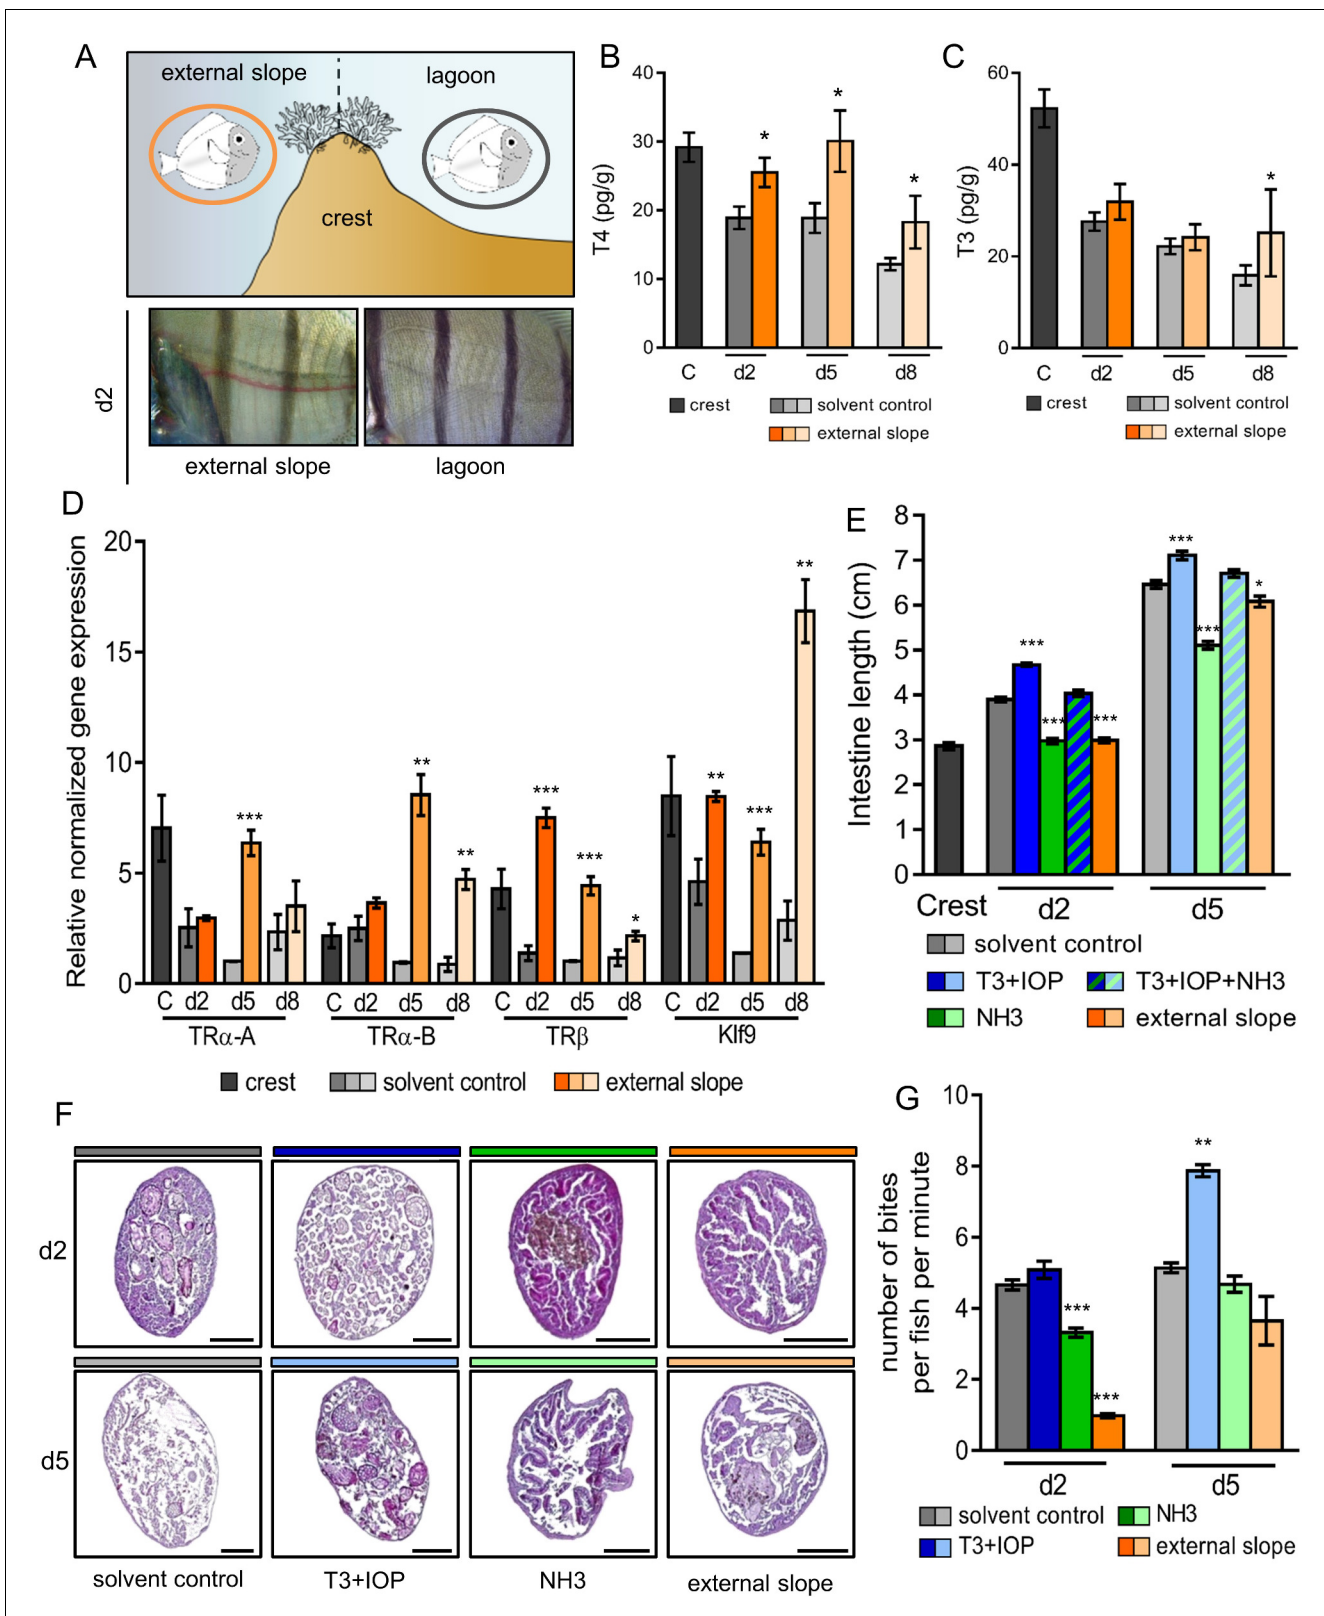 A
external slope
lagoon
crest
d2
external slope
lagoon
B
T4 (pg/g)
40
30
20
10
0
*
*
*
C
d2
d5
d8
crest
solvent control
external slope
C
T3 (pg/g)
60
40
20
0
*
C
d2
d5
d8
crest
solvent control
external slope
D
Relative normalized gene expression
20
15
10
5
0
***
**
**
***
***
*
**
***
**
C d2 d5 d8
C d2 d5 d8
C d2 d5 d8
C d2 d5 d8
TRα-A
TRα-B
TRβ
Klf9
crest
solvent control
external slope
E
Intestine length (cm)
8
7
6
5
4
3
2
1
0
***
***
***
***
***
*
Crest
d2
d5
solvent control
T3+IOP
T3+IOP+NH3
NH3
external slope
F
d2
d5
solvent control
T3+IOP
NH3
external slope
G
number of bites
per fish per minute
10
8
6
4
2
0
***
***
**
d2
d5
solvent control
NH3
T3+IOP
external slope